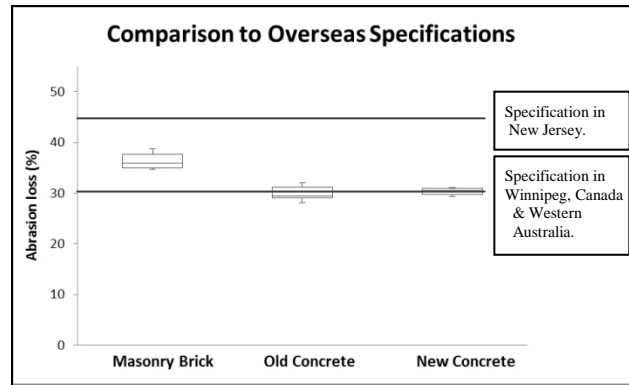 Comparison to Overseas Specifications
Abrasion loss (%)
50
40
30
20
10
0
Masonry Brick
Old Concrete
New Concrete
Specification in
New Jersey.
Specification in
Winnipeg, Canada
& Western
Australia.